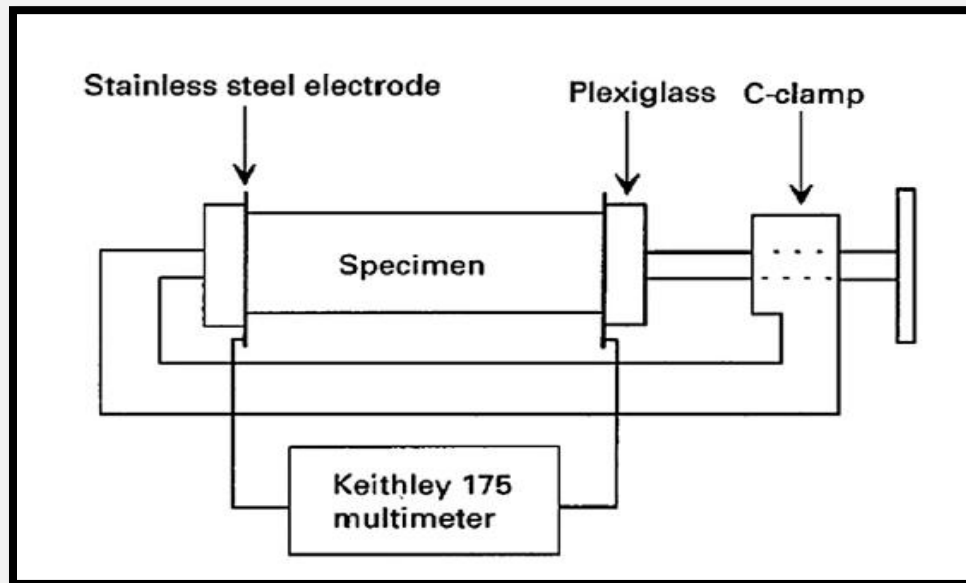 Stainless steel electrode
Plexiglass
C-clamp
Specimen
Keithley 175
multimeter